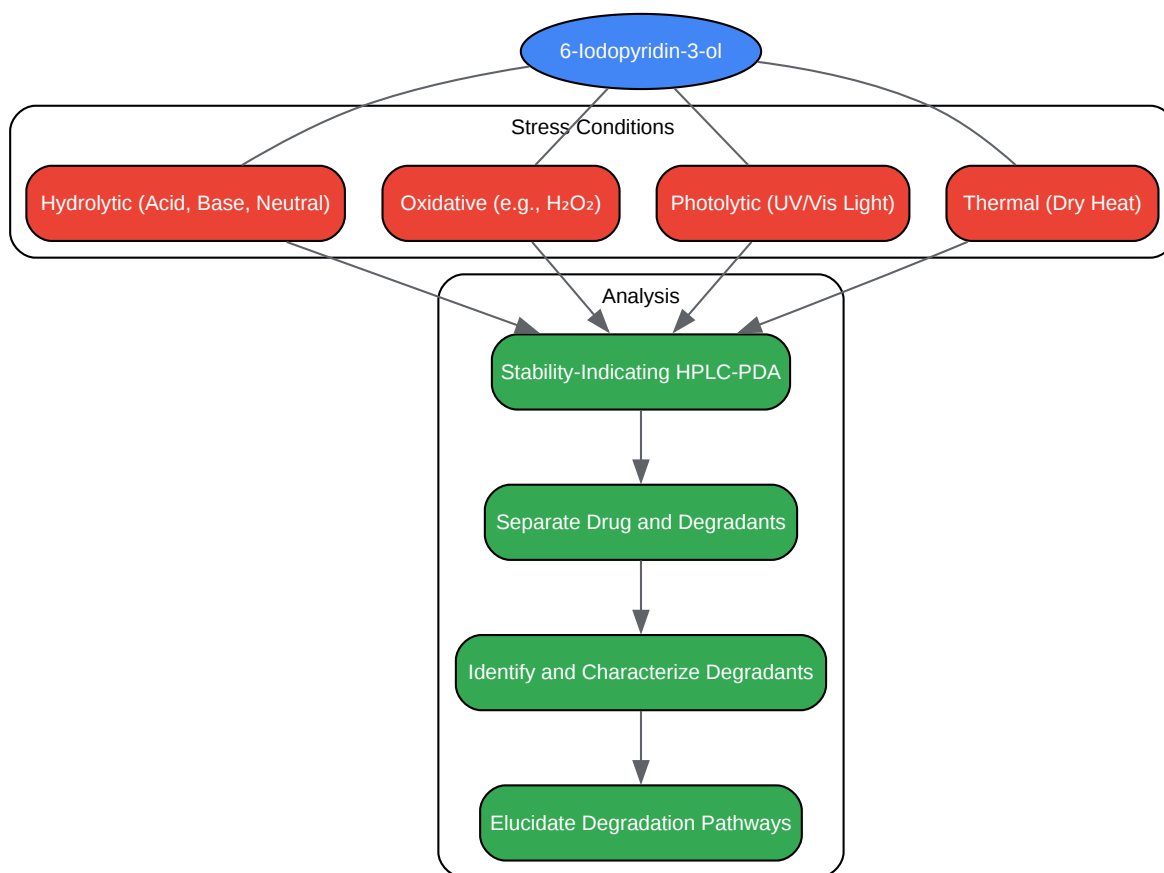 6-Iodopyridin-3-ol
Stress Conditions
Hydrolytic (Acid, Base, Neutral)
Oxidative (e.g., H₂O₂)
Photolytic (UV/Vis Light)
Thermal (Dry Heat)
Analysis
Stability-Indicating HPLC-PDA
Separate Drug and Degradants
Identify and Characterize Degradants
Elucidate Degradation Pathways